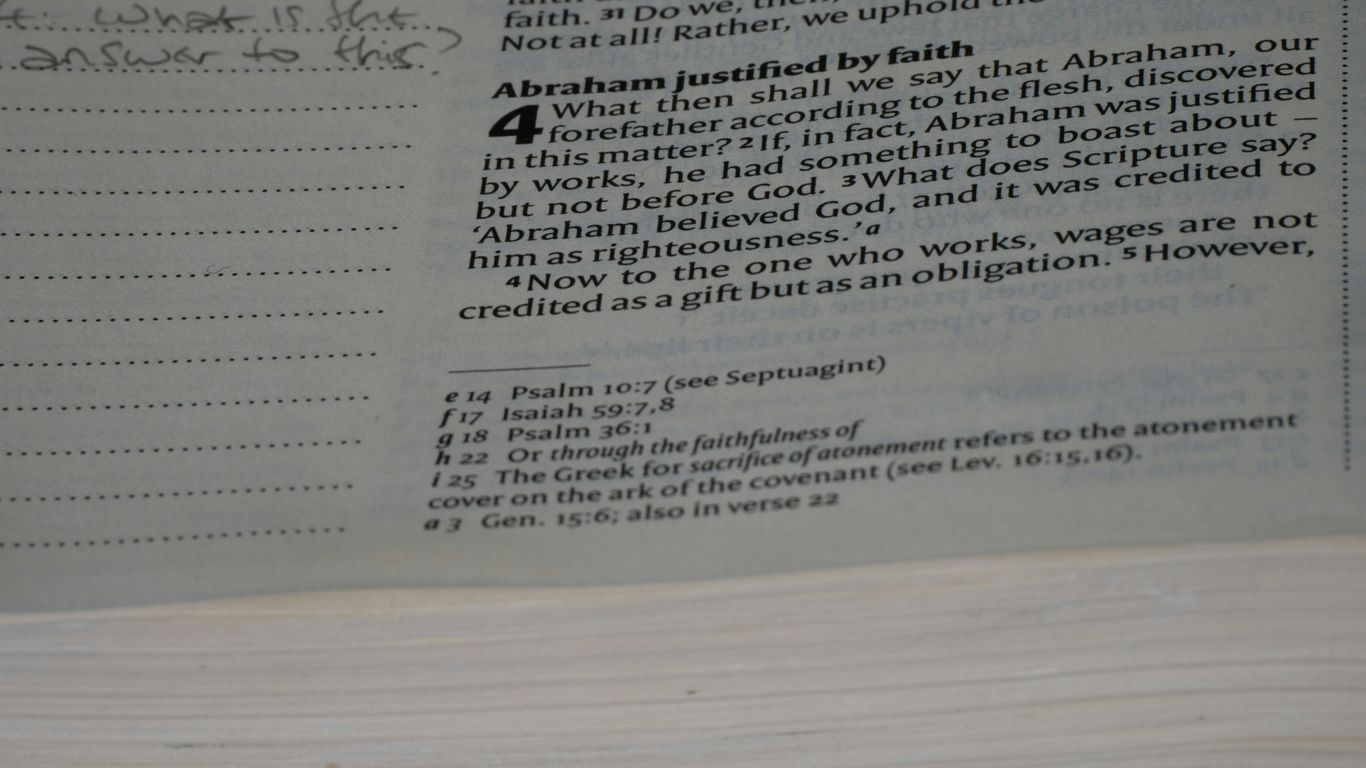 What is the
answer to this?
faith. 31 Do we, then,
Not at all! Rather, we uphold the
Abraham justified by faith
4 What then shall we say that Abraham, our
forefather according to the flesh, discovered
in this matter? 2 If, in fact, Abraham was justified
by works, he had something to boast about –
but not before God. 3 What does Scripture say?
‘Abraham believed God, and it was credited to
him as righteousness.’ a
4 Now to the one who works, wages are not
credited as a gift but as an obligation. 5 However,
e 14 Psalm 10:7 (see Septuagint)
f 17 Isaiah 59:7,8
g 18 Psalm 36:1
h 22 Or through the faithfulness of
i 25 The Greek for sacrifice of atonement refers to the atonement
cover on the ark of the covenant (see Lev. 16:15,16).
a 3 Gen. 15:6; also in verse 22